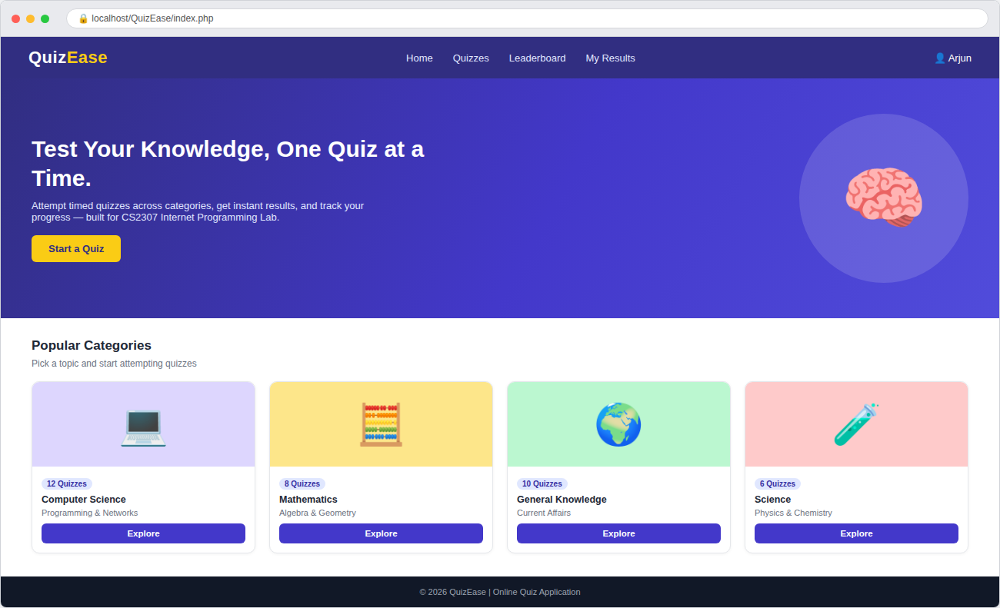 localhost/QuizEase/index.php
QuizEase
Home Quizzes Leaderboard My Results
Arjun
Test Your Knowledge, One Quiz at a
Time.
Attempt timed quizzes across categories, get instant results, and track your
progress — built for CS2307 Internet Programming Lab.
Start a Quiz
Popular Categories
Pick a topic and start attempting quizzes
12 Quizzes
Computer Science
Programming & Networks
Explore
8 Quizzes
Mathematics
Algebra & Geometry
Explore
10 Quizzes
General Knowledge
Current Affairs
Explore
6 Quizzes
Science
Physics & Chemistry
Explore
© 2026 QuizEase | Online Quiz Application